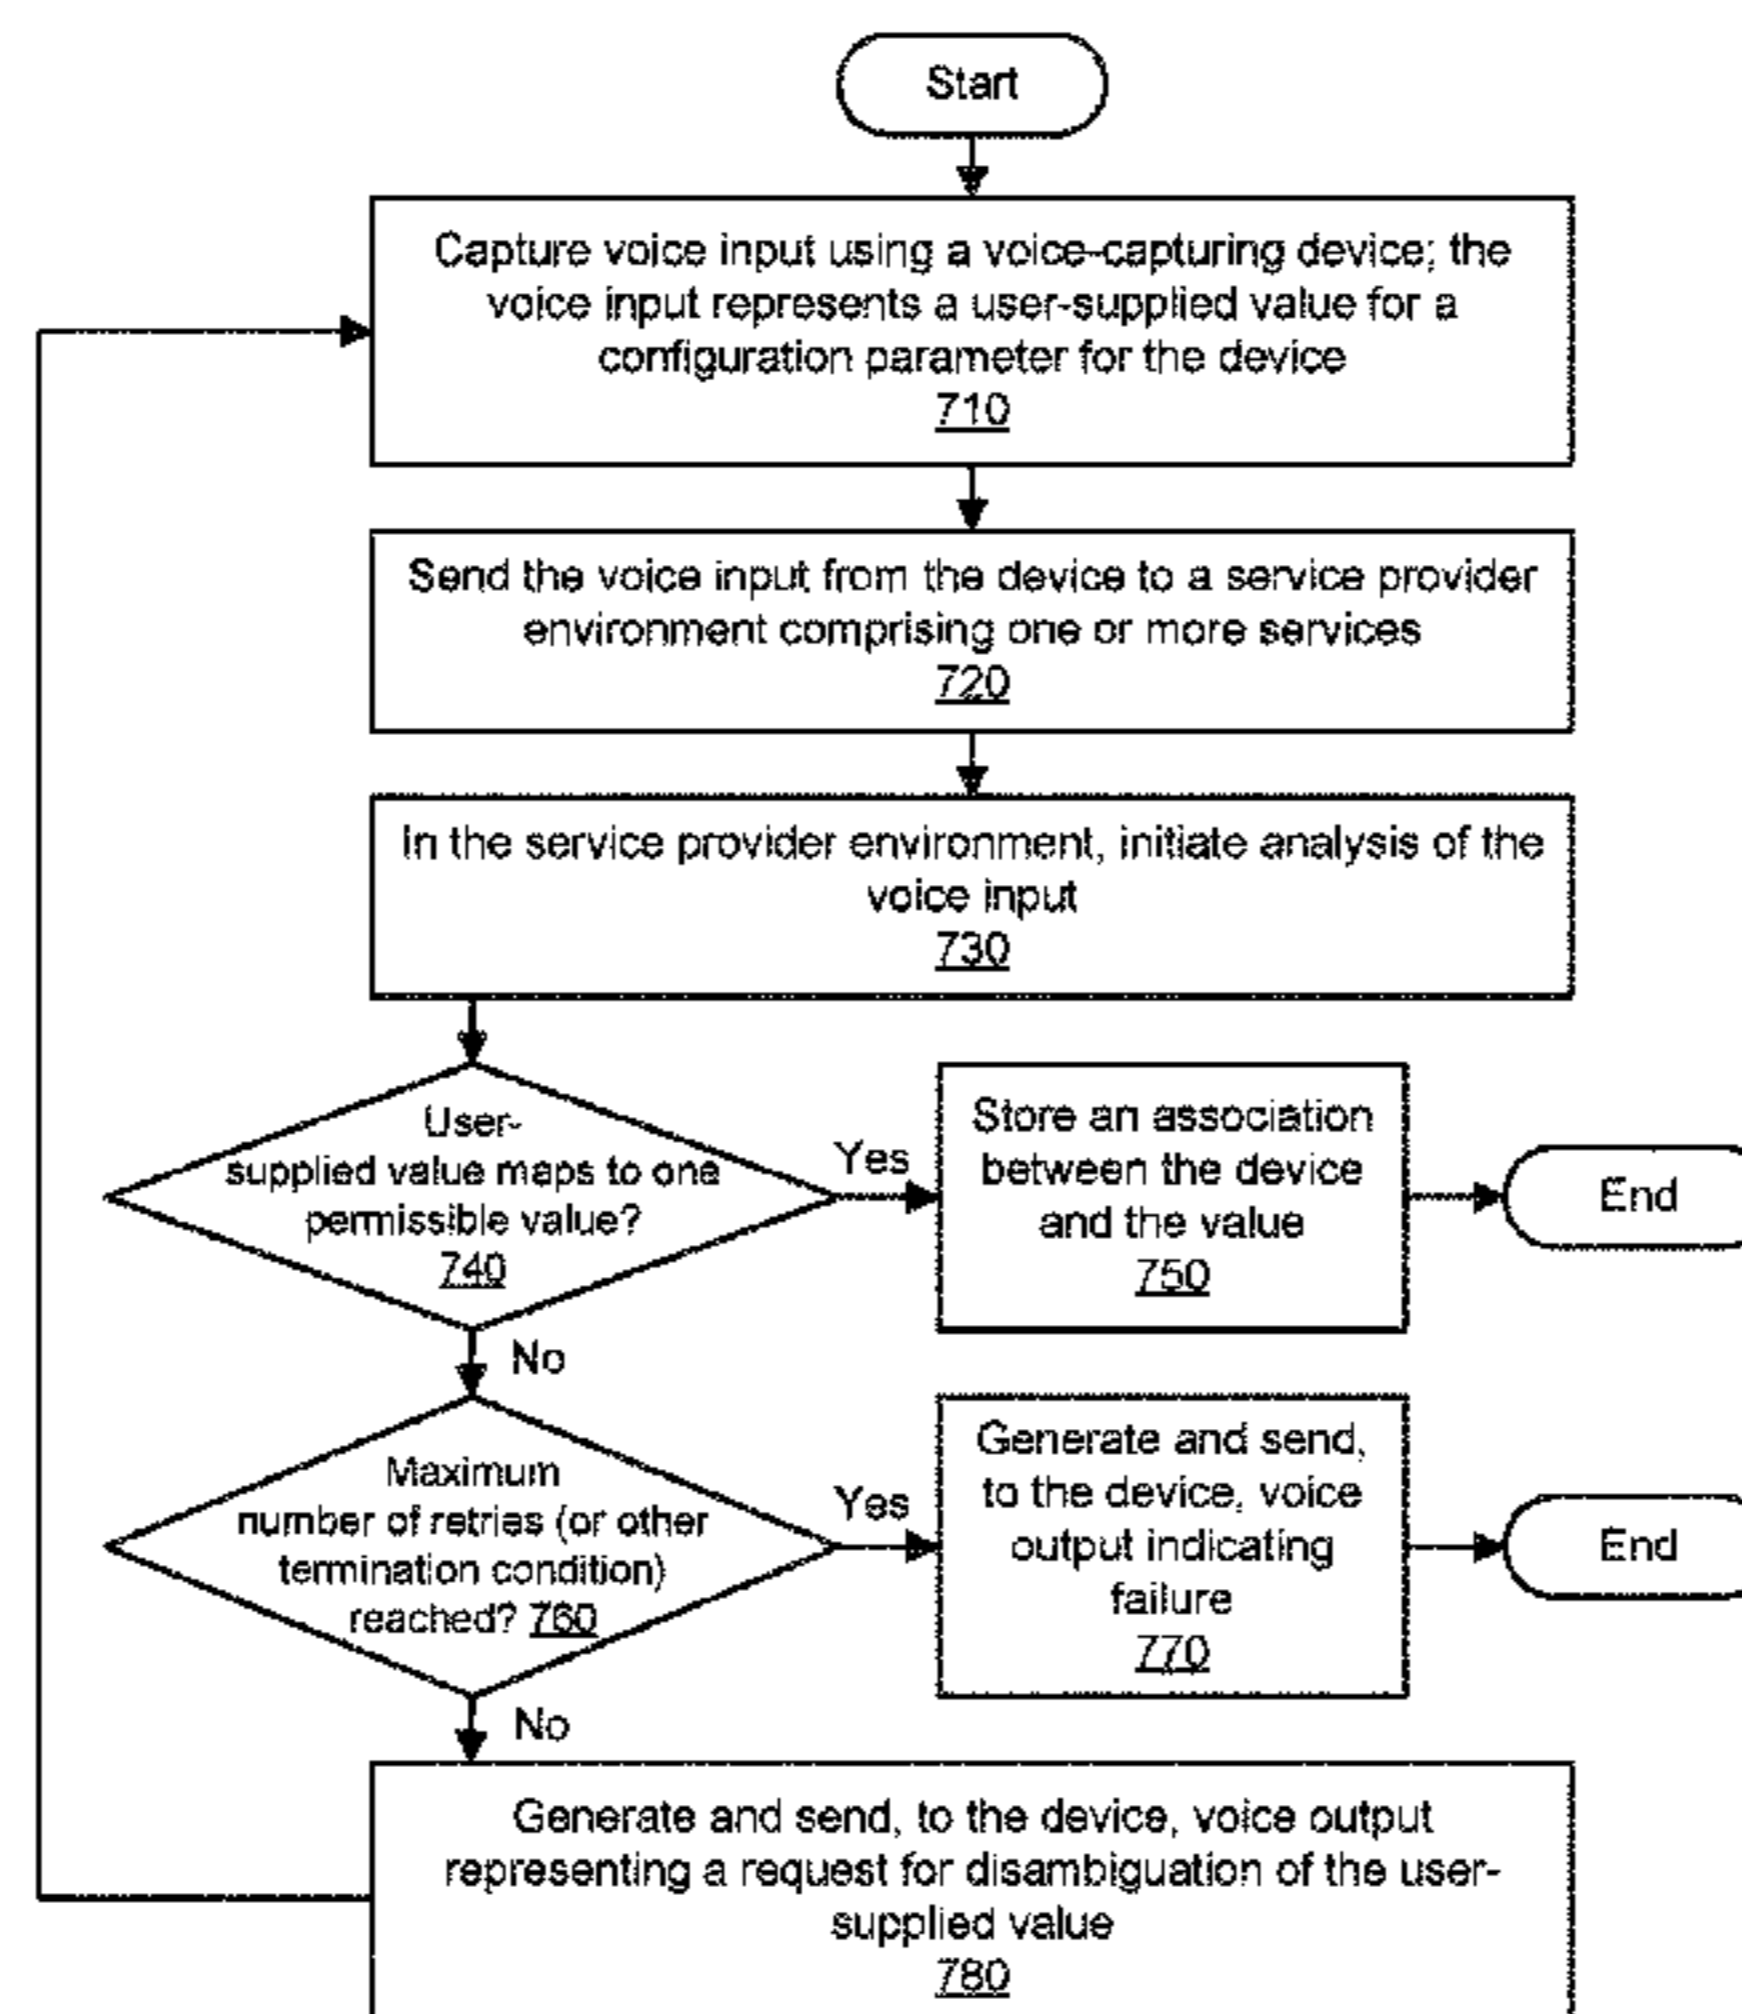 Start
Capture voice input using a voice-capturing device; the
voice input represents a user-supplied value for a
configuration parameter for the device
710
Send the voice input from the device to a service provider
environment comprising one or more services
720
In the service provider environment, initiate analysis of the
voice input
730
User-
supplied value maps to one
permissible value?
740
Yes
Store an association
between the device
and the value
750
End
No
Maximum
number of retries (or other
termination condition)
reached? 760
Yes
Generate and send,
to the device, voice
output indicating
failure
770
End
No
Generate and send, to the device, voice output
representing a request for disambiguation of the user-
supplied value
780